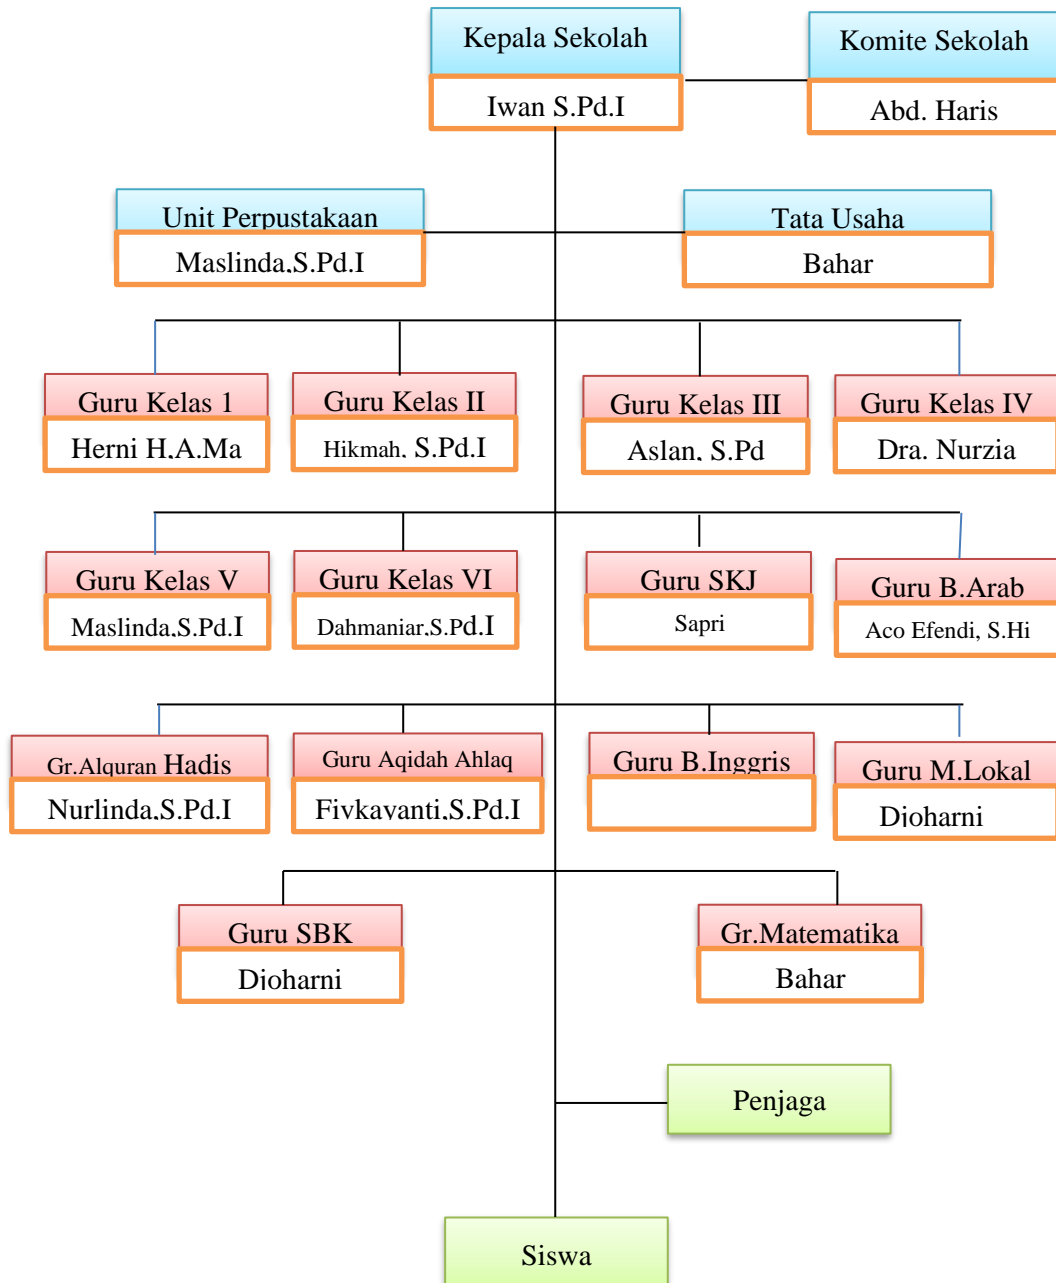 Kepala Sekolah
Iwan S.Pd.I
Komite Sekolah
Abd. Haris
Unit Perpustakaan
Maslinda,S.Pd.I
Tata Usaha
Bahar
Guru Kelas 1
Herni H,A.Ma
Guru Kelas II
Hikmah, S.Pd.I
Guru Kelas III
Aslan, S.Pd
Guru Kelas IV
Dra. Nurzia
Guru Kelas V
Maslinda,S.Pd.I
Guru Kelas VI
Dahmaniar,S.Pd.I
Guru SKJ
Sapri
Guru B.Arab
Aco Efendi, S.Hi
Gr.Alquran Hadis
Nurlinda,S.Pd.I
Guru Aqidah Ahlaq
Fivkayanti,S.Pd.I
Guru B.Inggris
Guru M.Lokal
Djoharni
Guru SBK
Djoharni
Gr.Matematika
Bahar
Penjaga
Siswa